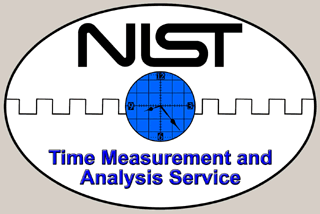 NIST
Time Measurement and
Analysis Service